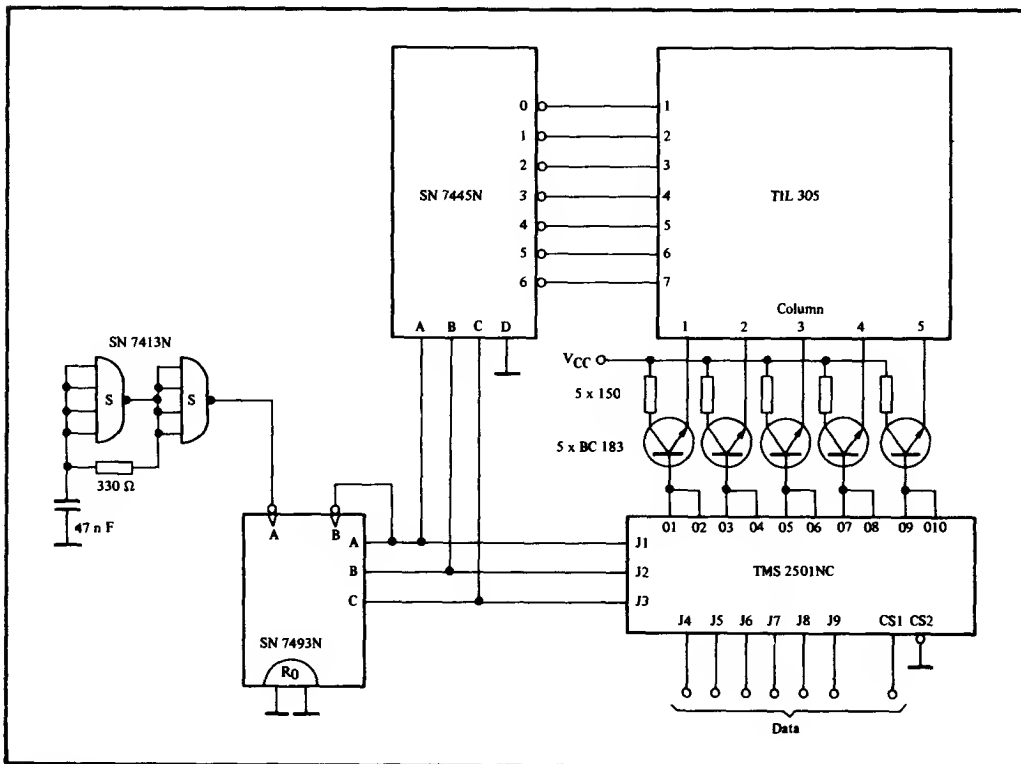 0
1
2
3
4
5
6
SN 7445N
A B C D
1
2
3
4
5
6
7
TIL 305
Column
1 2 3 4 5
VCC
5 x 150
5 x BC 183
SN 7413N
S
S
330 Ω
47 n F
A B
A
B
C
SN 7493N
R0
01 02 03 04 05 06 07 08 09 010
J1
J2
J3
TMS 2501NC
J4 J5 J6 J7 J8 J9 CS1 CS2
Data